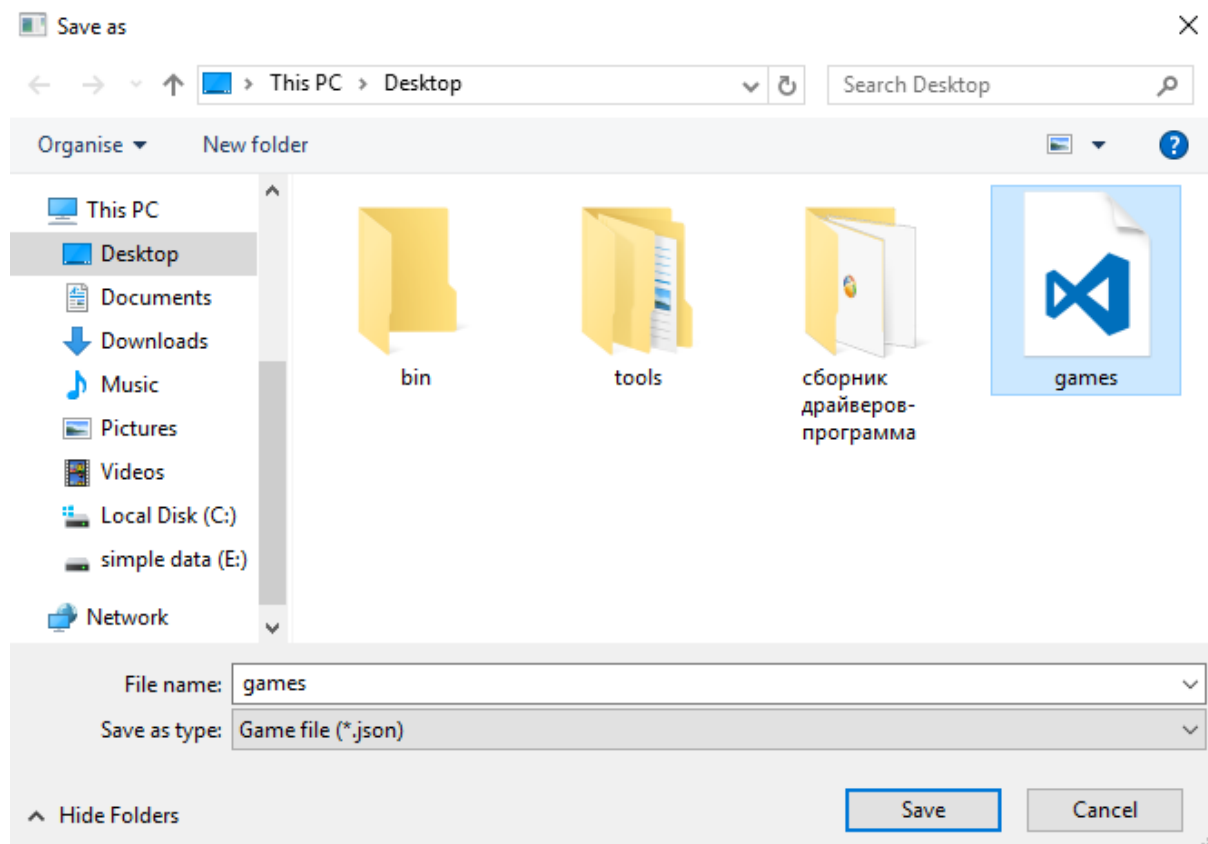 Save as
This PC > Desktop
Search Desktop
Organise
New folder
This PC
Desktop
Documents
Downloads
Music
Pictures
Videos
Local Disk (C:)
simple data (E:)
Network
bin
tools
сборник
драйверов-
программа
games
File name: games
Save as type: Game file (*.json)
Hide Folders
Save
Cancel